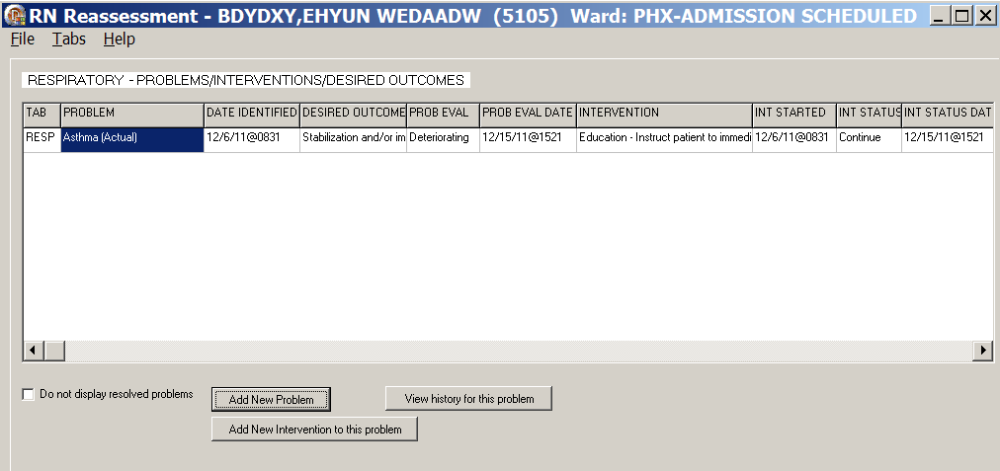 RN Reassessment - BDYDXY,EHYUN WEDAADW (5105) Ward: PHX-ADMISSION SCHEDULED
File Tabs Help
RESPIRATORY - PROBLEMS/INTERVENTIONS/DESIRED OUTCOMES
TAB PROBLEM DATE IDENTIFIED DESIRED OUTCOME PROB EVAL PROB EVAL DATE INTERVENTION INT STARTED INT STATUS INT STATUS DAT
RESP Asthma (Actual) 12/6/11@0831 Stabilization and/or im Deteriorating 12/15/11@1521 Education - Instruct patient to immedi 12/6/11@0831 Continue 12/15/11@1521
Do not display resolved problems Add New Problem View history for this problem
Add New Intervention to this problem